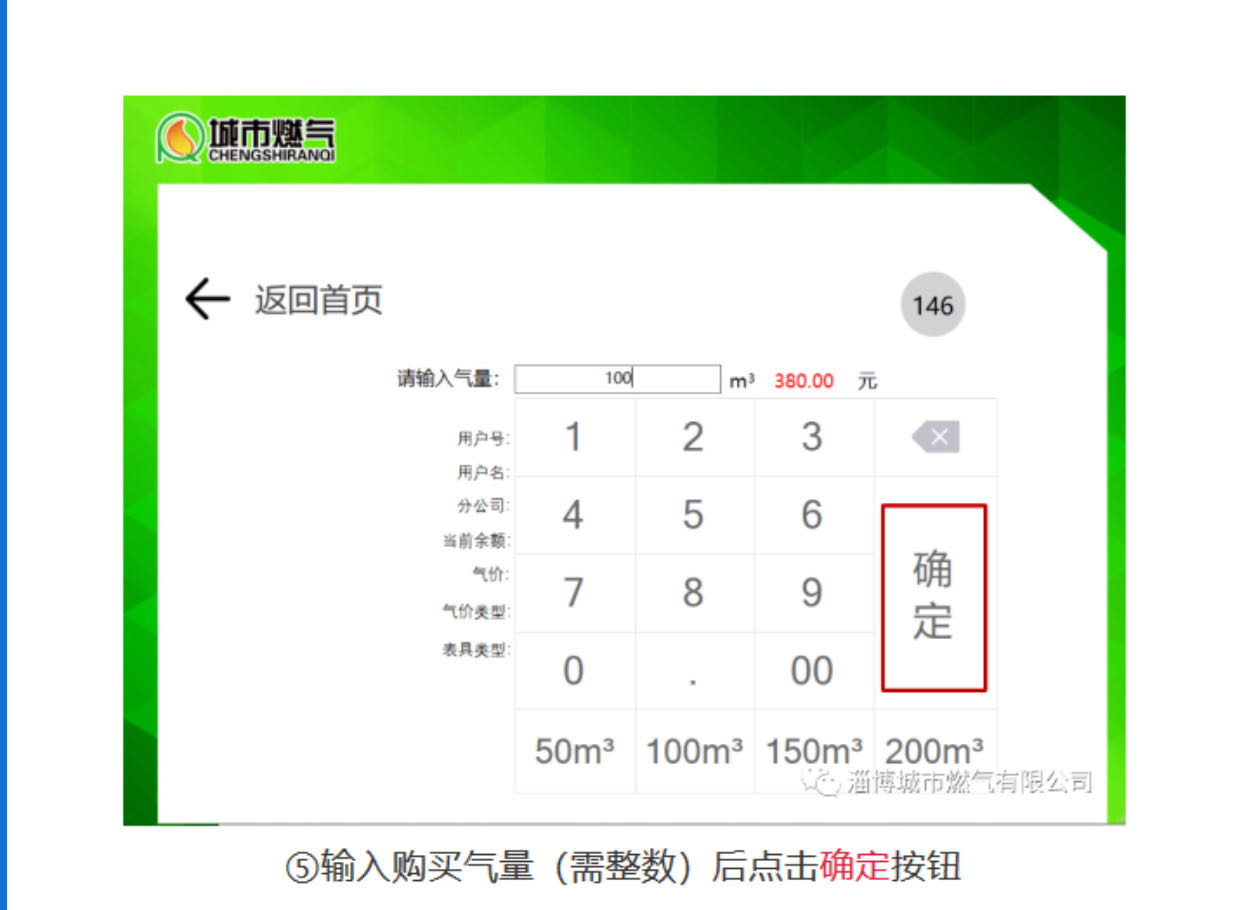 城市燃气
CHENGSHIRANQI
返回首页
146
请输入气量: 100 m³ 380.00 元
用户号:
用户名:
分公司:
当前余额:
气价:
气价类型:
表具类型:
1 2 3
4 5 6
7 8 9
确定
0 . 00
50m³ 100m³ 150m³ 200m³
淄博城市燃气有限公司
⑤输入购买气量（需整数）后点击确定按钮